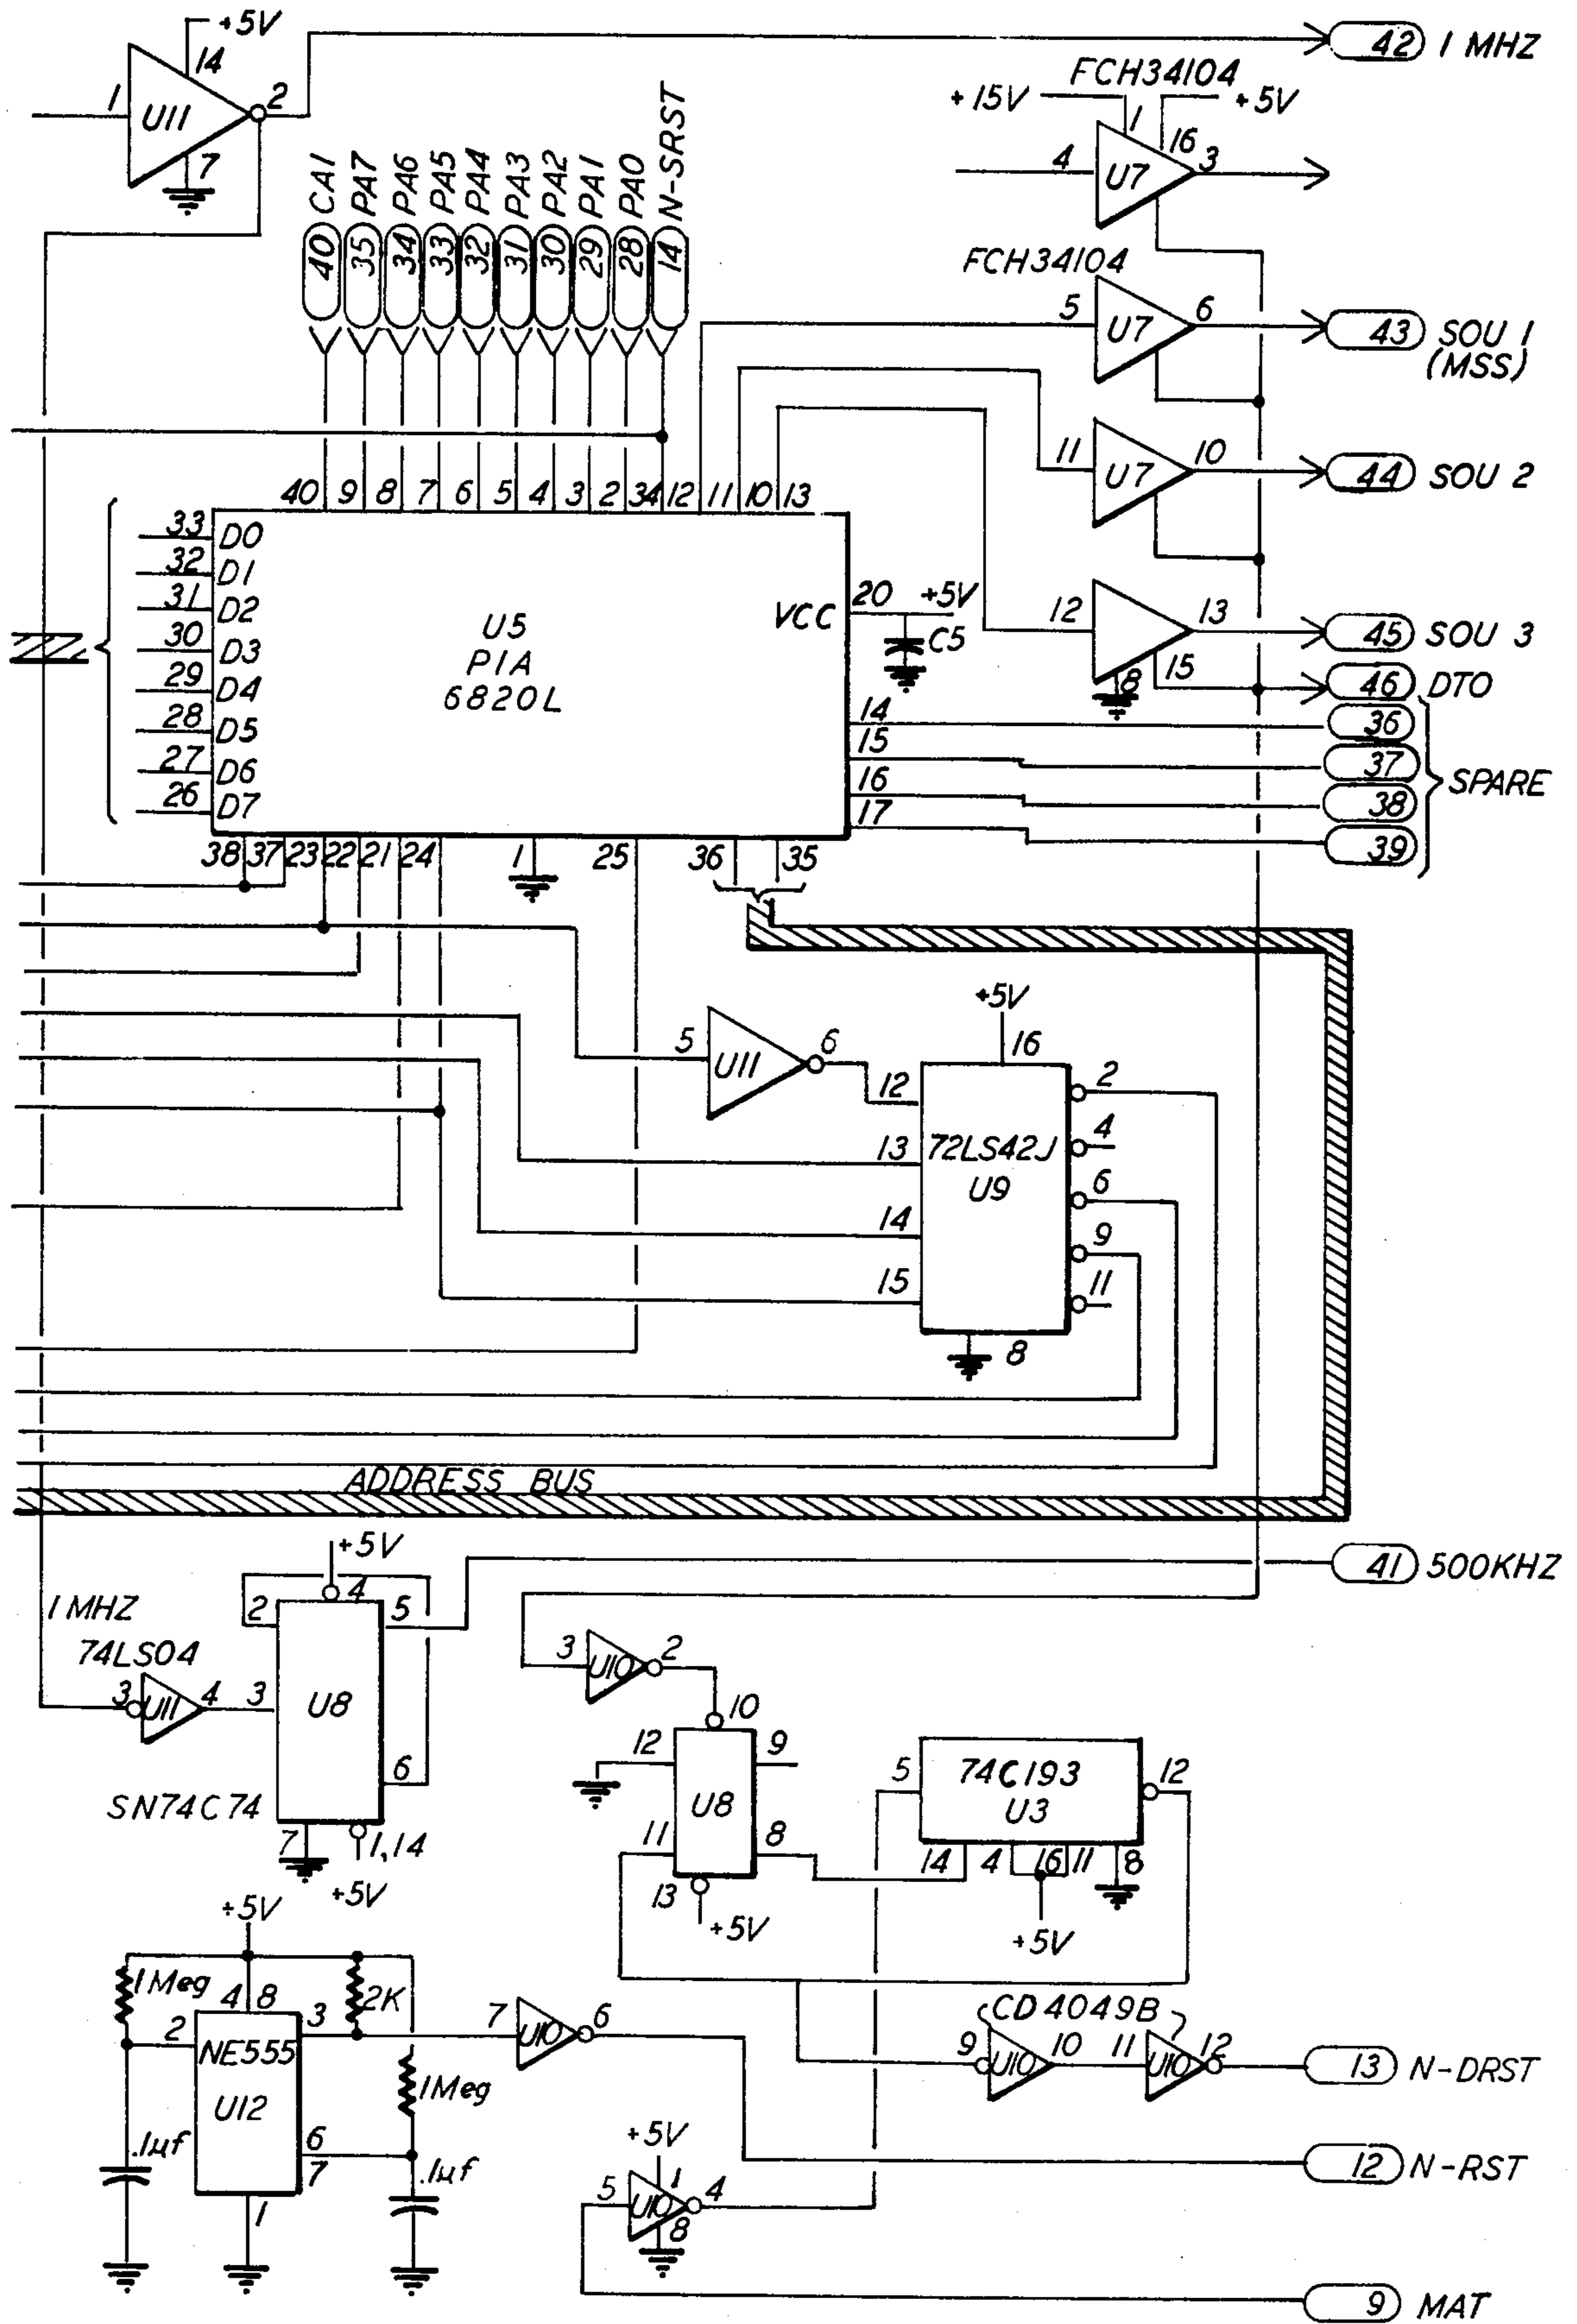 +5V
14
1 U11 2
7
42 1 MHZ
FCH34104
+15V +5V
1 16
4 U7 3
40 CA1
35 PA7
34 PA6
33 PA5
32 PA4
31 PA3
30 PA2
29 PA1
28 PA0
14 N-SRST
FCH34104
5 U7 6
43 SOU 1
(MSS)
11 U7 10
44 SOU 2
12 13
45 SOU 3
15
8
46 DTO
40 9 8 7 6 5 4 3 2 34 12 11 10 13
33 D0
32 D1
31 D2
30 D3
29 D4
28 D5
27 D6
26 D7
U5
PIA
6820L
VCC 20 +5V
C5
14 36
15 37
16 38
17 39
SPARE
38 37 23 22 21 24 1 25 36 35
+5V
16
5 U11 6
12
13
14
15
72LS42J
U9
2
4
6
9
11
8
ADDRESS BUS
+5V
4
2 5
41 500KHZ
1 MHZ
74LS04
3 U11 4 3
U8
6
SN74C74
7 1,14
+5V
3 U10 2
10
12 9
U8
11 8
13
+5V
5 74C193 12
U3
14 4 16 11 8
+5V
+5V
1Meg
4 8
2 3 2K
NE555
U12
1Meg
6
7
.1µf
.1µf
1
7 U10 6
CD4049B
9 U10 10 11 U10 12
13 N-DRST
12 N-RST
+5V
1
5 U10 4
8
9 MAT